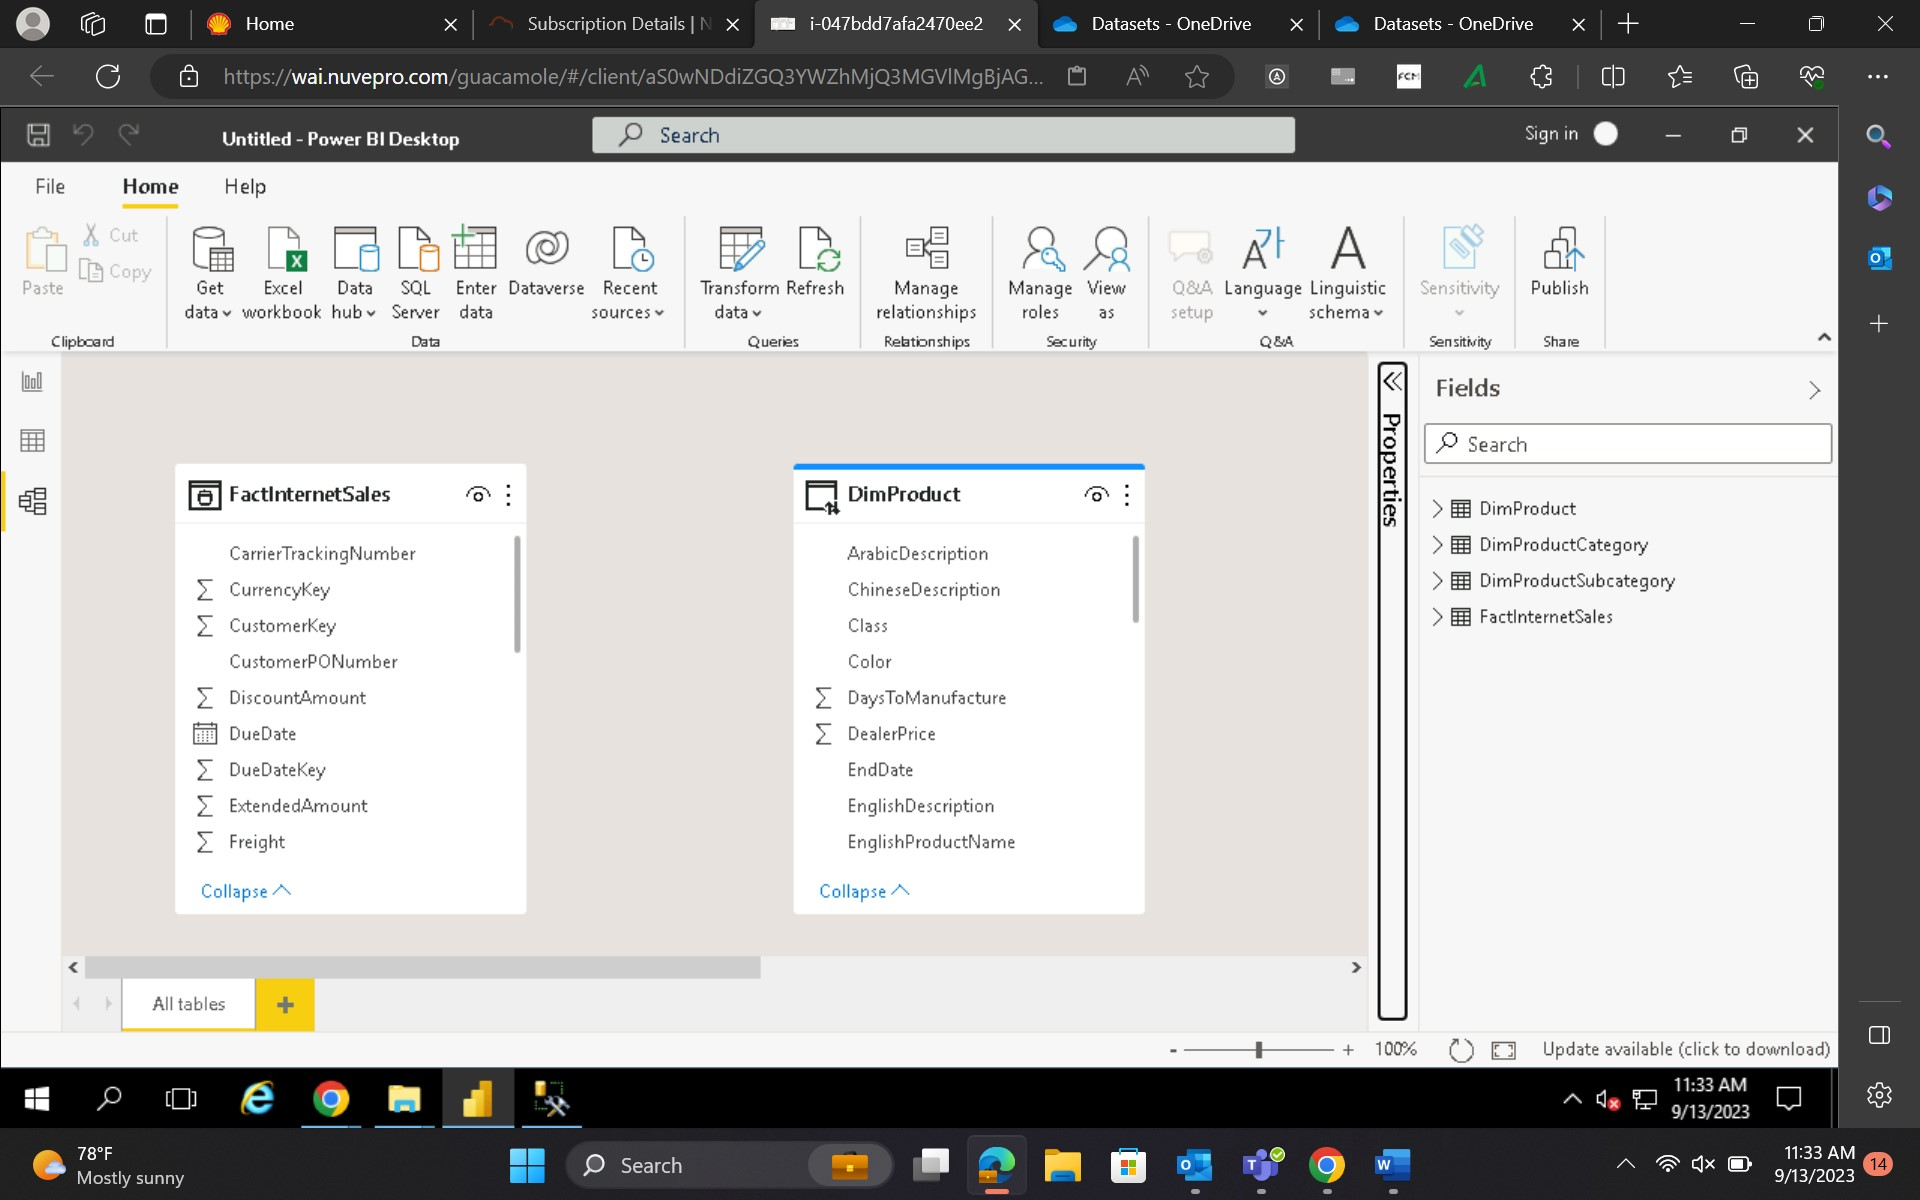 Home
Subscription Details | N
i-047bdd7afa2470ee2
Datasets - OneDrive
Datasets - OneDrive
https://wai.nuvepro.com/guacamole/#/client/aS0wNDdiZGQ3YWZhMjQ3MGVlMgBjAG...
FCM
Untitled - Power BI Desktop
Search
Sign in
File
Home
Help
Paste
Cut
Copy
Clipboard
Get data
Excel workbook
Data hub
SQL Server
Enter data
Dataverse
Recent sources
Data
Transform data
Refresh
Queries
Manage relationships
Relationships
Manage roles
View as
Security
Q&A setup
Language
Linguistic schema
Q&A
Sensitivity
Sensitivity
Publish
Share
FactInternetSales
CarrierTrackingNumber
CurrencyKey
CustomerKey
CustomerPONumber
DiscountAmount
DueDate
DueDateKey
ExtendedAmount
Freight
Collapse
DimProduct
ArabicDescription
ChineseDescription
Class
Color
DaysToManufacture
DealerPrice
EndDate
EnglishDescription
EnglishProductName
Collapse
Properties
Fields
Search
DimProduct
DimProductCategory
DimProductSubcategory
FactInternetSales
All tables
- + 100%
Update available (click to download)
11:33 AM
9/13/2023
78°F
Mostly sunny
Search
11:33 AM
9/13/2023
14